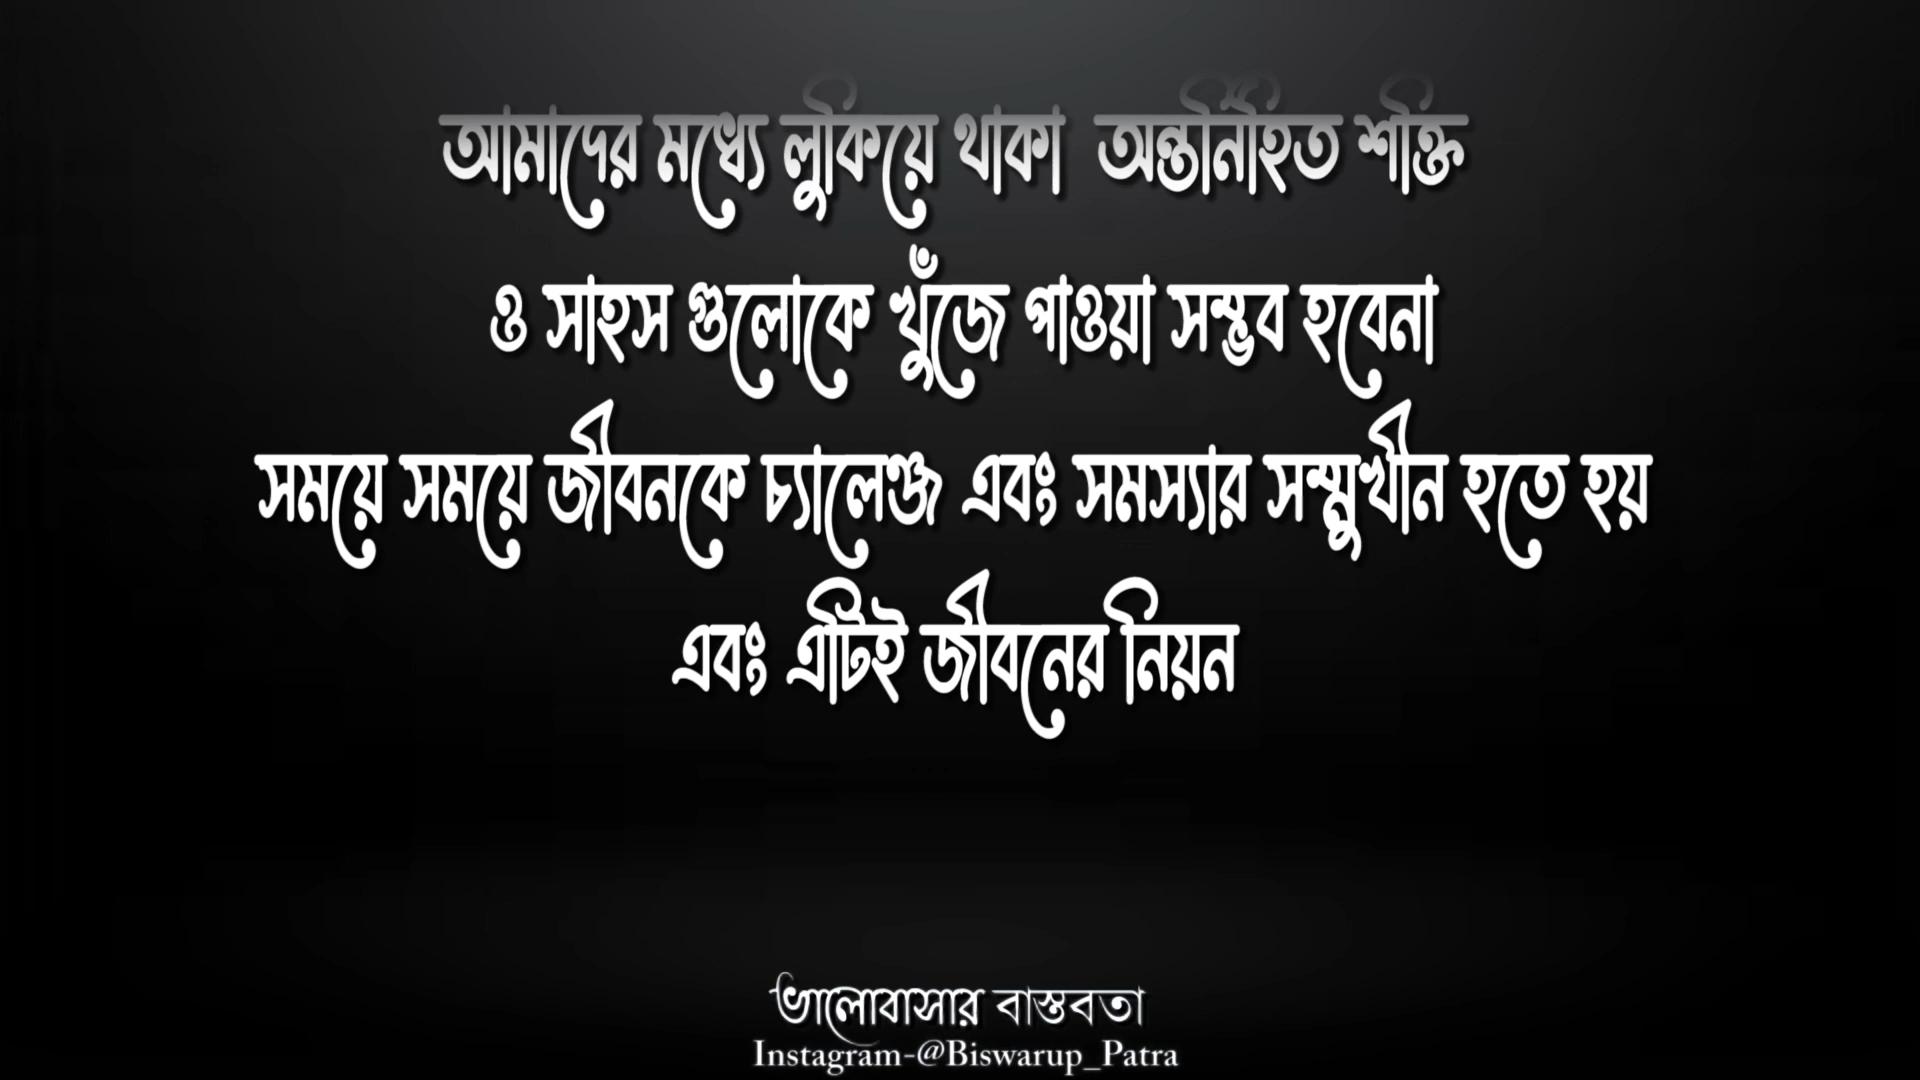 আমাদের মধ্যে লুকিয়ে থাকা অন্তর্নিহিত শক্তি
ও সাহস গুলোকে খুঁজে পাওয়া সম্ভব হবেনা
সময়ে সময়ে জীবনকে চ্যালেঞ্জ এবং সমস্যার সম্মুখীন হতে হয়
এবং এটিই জীবনের নিয়ন
ভালোবাসার বাস্তবতা
Instagram-@Biswarup_Patra